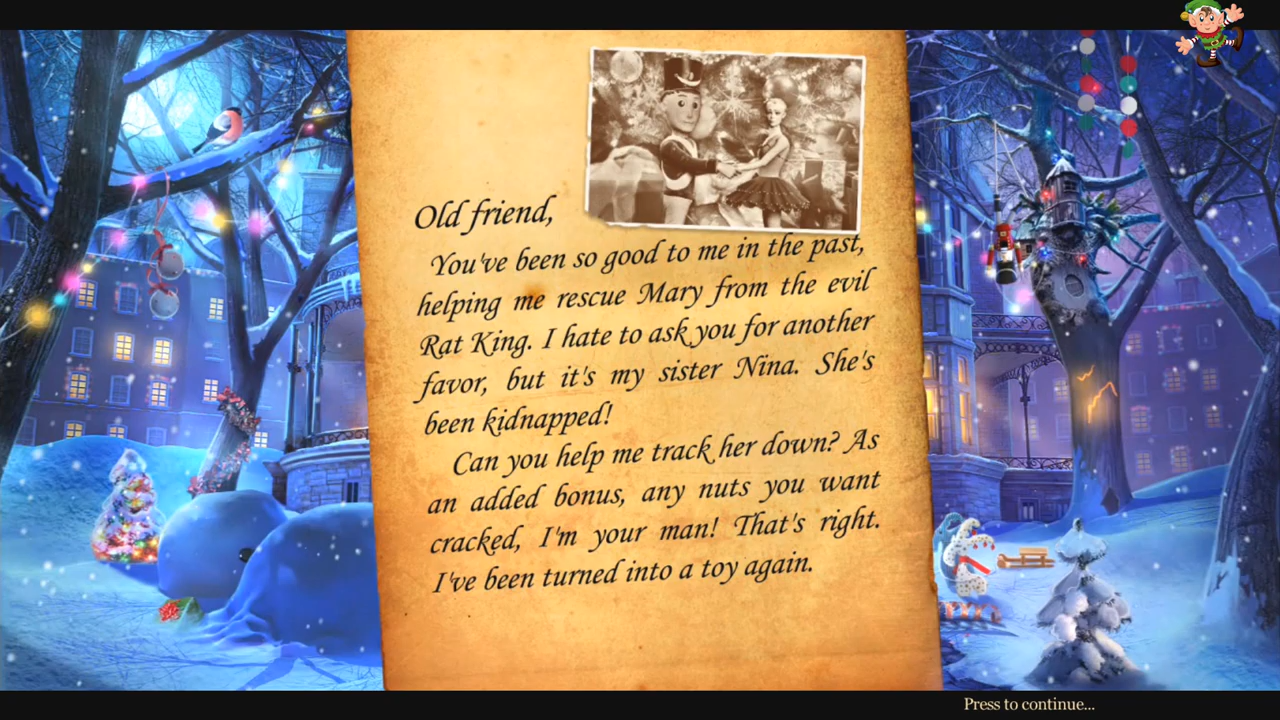 Old friend,
You've been so good to me in the past,
helping me rescue Mary from the evil
Rat King. I hate to ask you for another
favor, but it's my sister Nina. She's
been kidnapped!
Can you help me track her down? As
an added bonus, any nuts you want
cracked, I'm your man! That's right.
I've been turned into a toy again.
Press to continue...